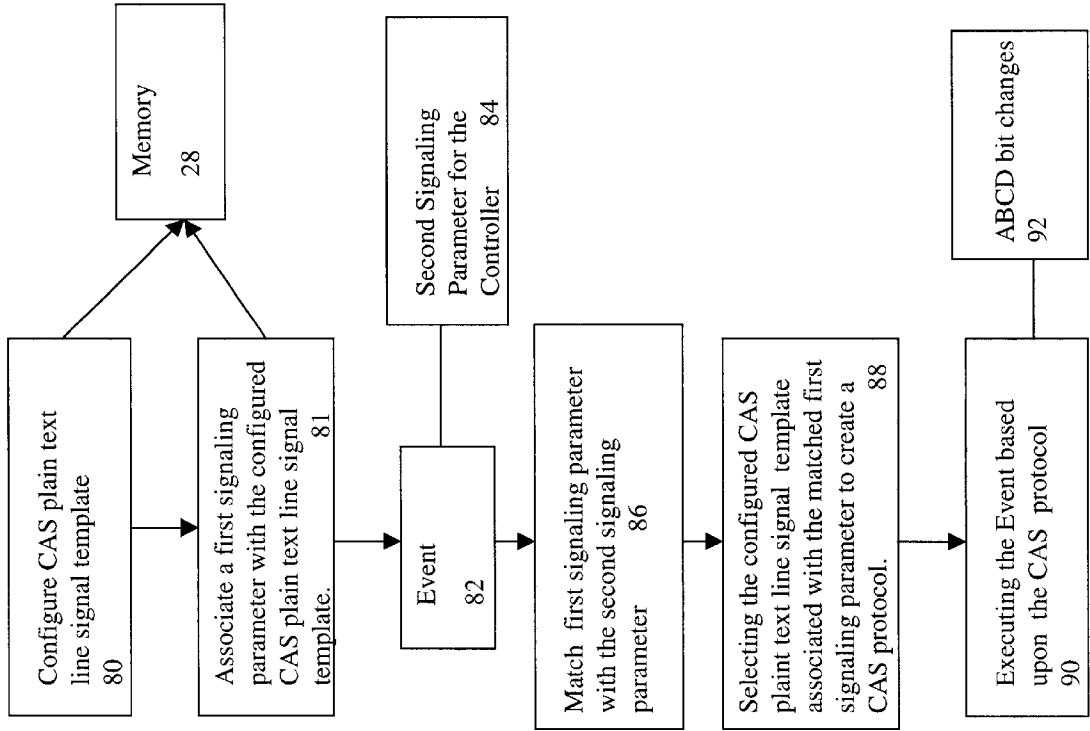 Configure CAS plain text
line signal template
80
Memory
28
Associate a first signaling
parameter with the configured
CAS plain text line signal
template. 81
Event
82
Second Signaling
Parameter for the
Controller 84
Match first signaling parameter
with the second signaling
parameter 86
Selecting the configured CAS
plaint text line signal template
associated with the matched first
signaling parameter to create a
CAS protocol. 88
Executing the Event based
upon the CAS protocol
90
ABCD bit changes
92